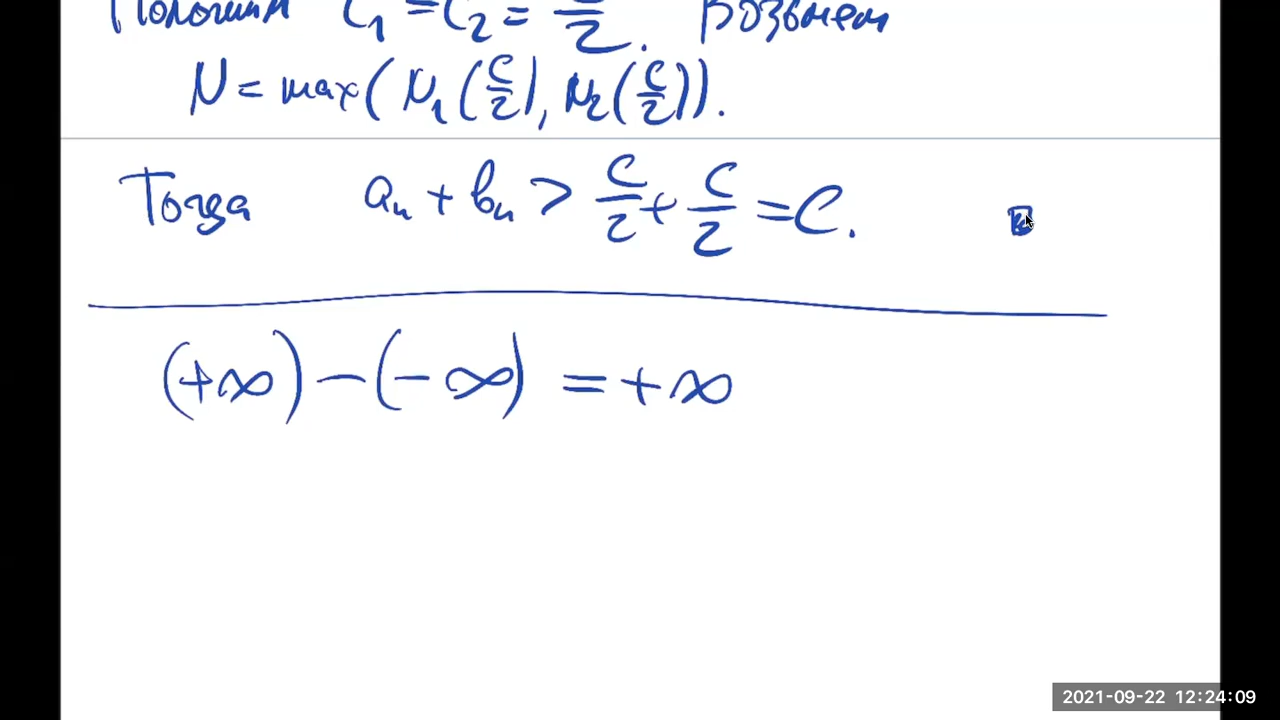 Положим C₁ = C₂ = C/2. Возьмем
N = max(N₁(C/2), N₂(C/2)).
Тогда aₙ + bₙ > C/2 + C/2 = C.
(+∞) − (−∞) = +∞
2021-09-22 12:24:09